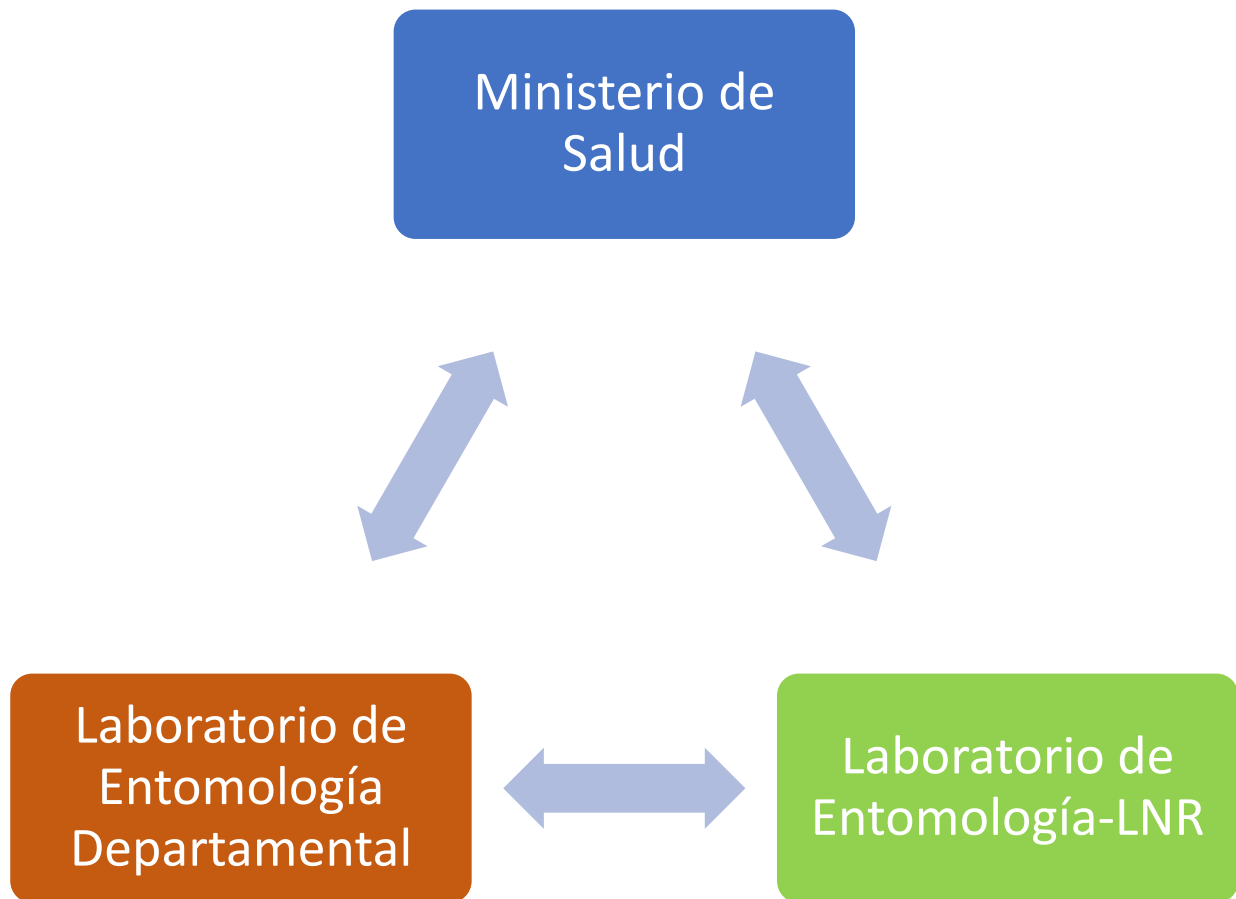 Ministerio de
Salud
Laboratorio de
Entomología
Departamental
Laboratorio de
Entomología-LNR